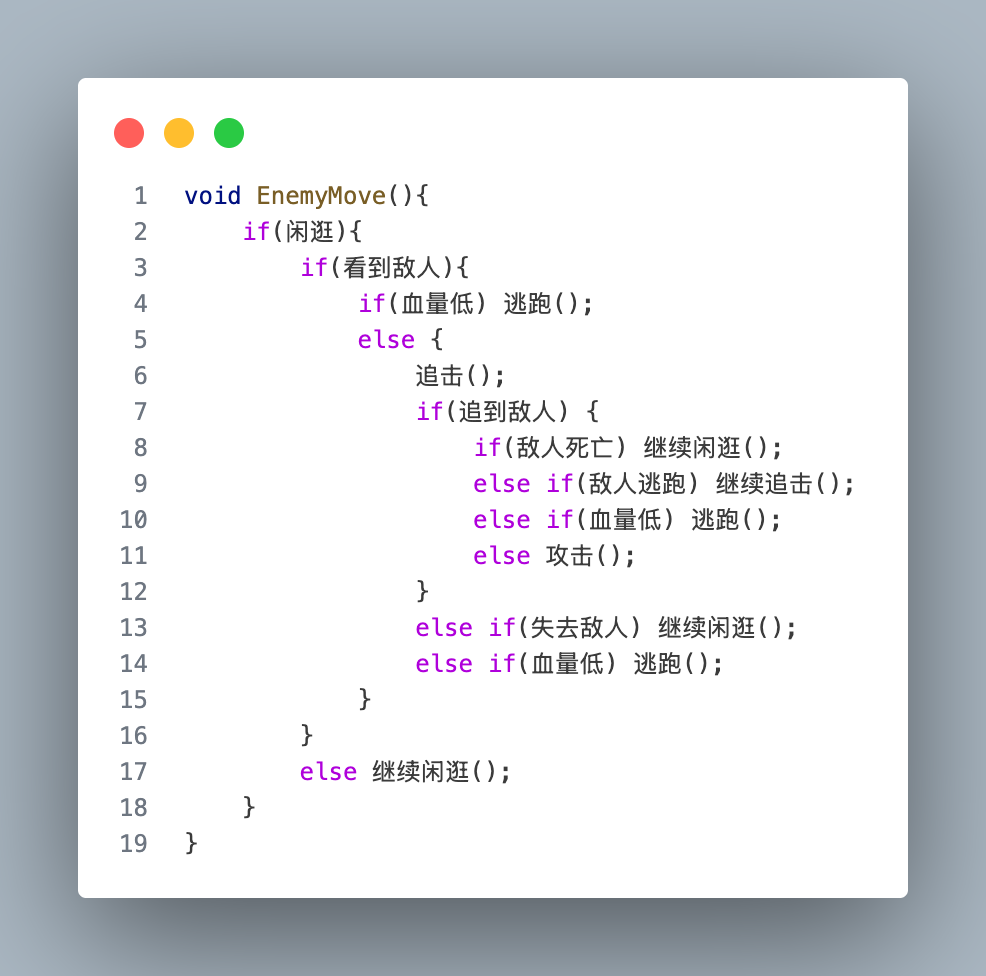 1 void EnemyMove(){
2 if(闲逛){
3 if(看到敌人){
4 if(血量低) 逃跑();
5 else {
6 追击();
7 if(追到敌人) {
8 if(敌人死亡) 继续闲逛();
9 else if(敌人逃跑) 继续追击();
10 else if(血量低) 逃跑();
11 else 攻击();
12 }
13 else if(失去敌人) 继续闲逛();
14 else if(血量低) 逃跑();
15 }
16 }
17 else 继续闲逛();
18 }
19 }